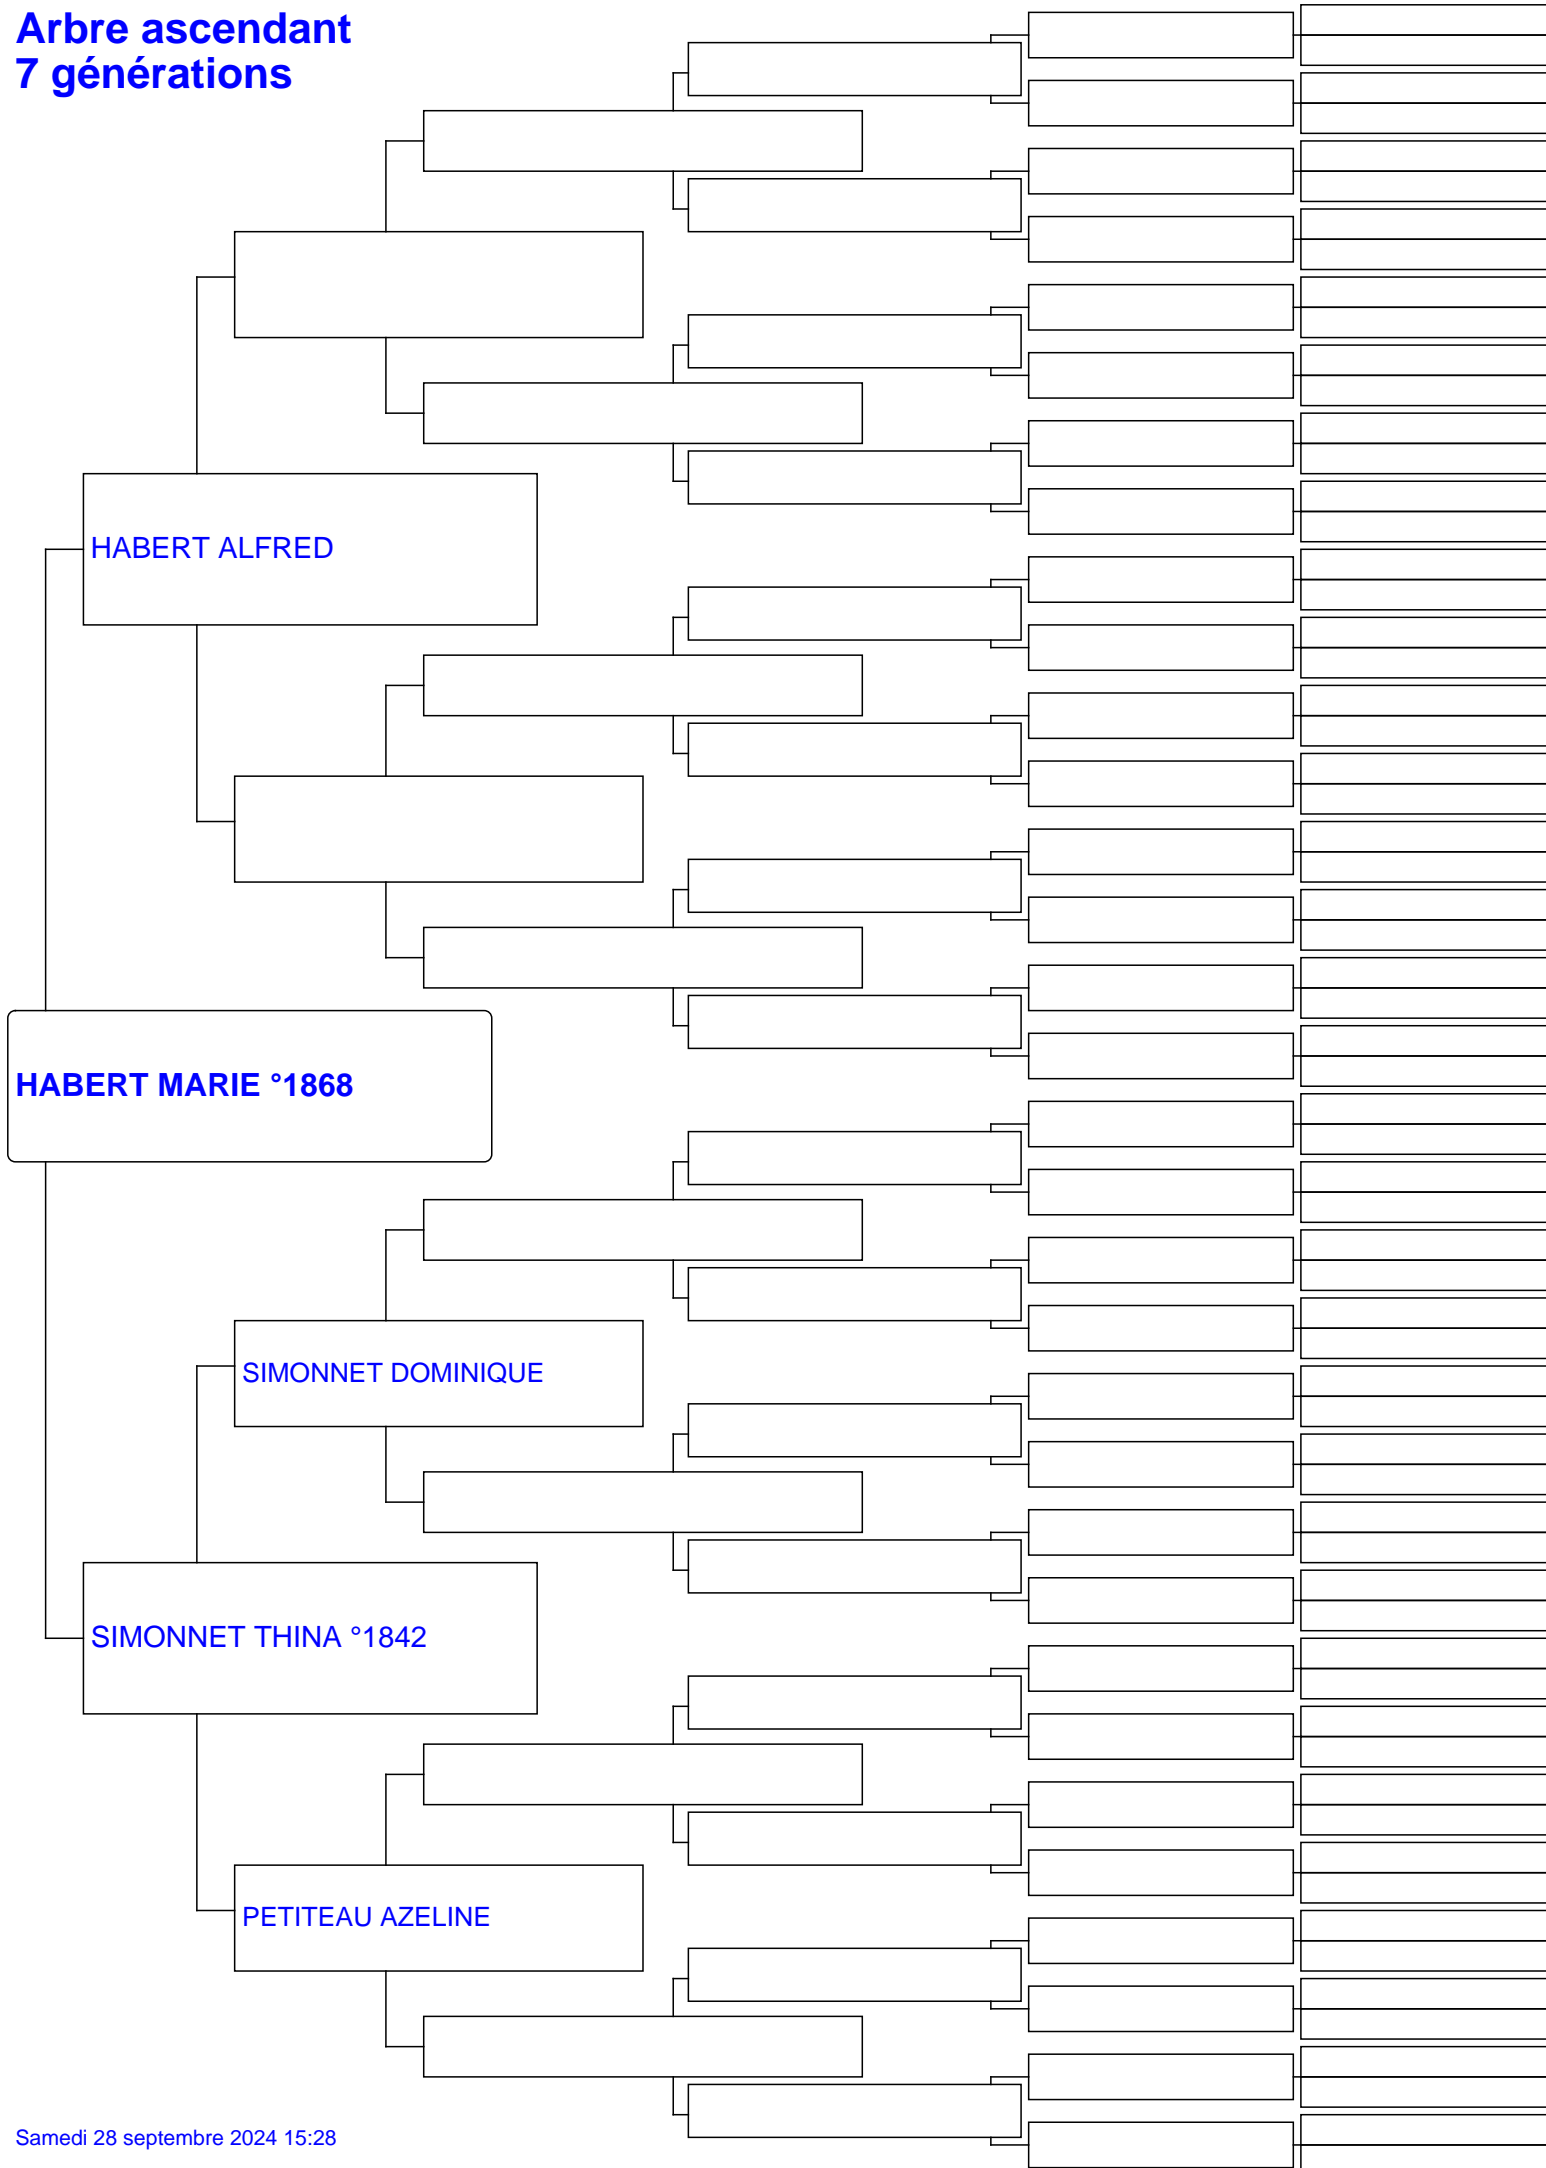 Arbre ascendant
7 générations
HABERT ALFRED
HABERT MARIE °1868
SIMONNET DOMINIQUE
SIMONNET THINA °1842
PETITEAU AZELINE
Samedi 28 septembre 2024 15:28